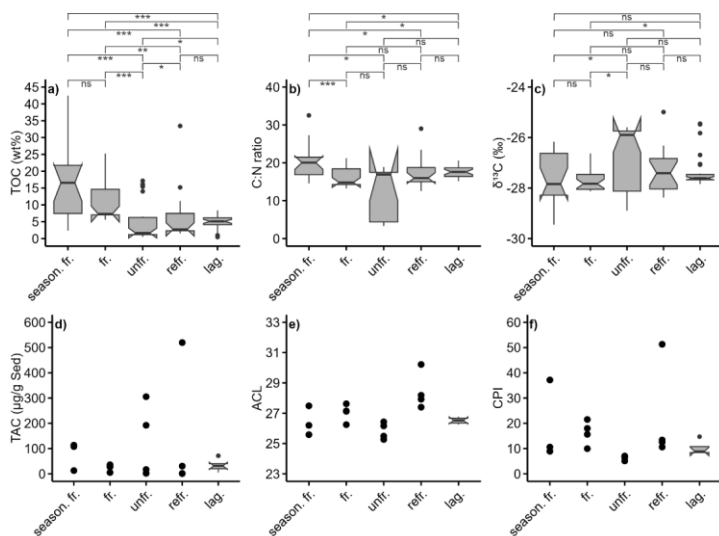 *** * ns
*** * *
*** * ns
* ns ns
** ns ns
*** ns * ns * ns
* ns ns
ns *** *** ns ns *
a) b) c)
TOC (wt%)
45
40
35
30
25
20
15
10
5
0
season. fr. fr. unfr. refr. lag.
C:N ratio
40
30
20
10
0
season. fr. fr. unfr. refr. lag.
δ¹³C (‰)
-24
-26
-28
-30
season. fr. fr. unfr. refr. lag.
d) e) f)
TAC (µg/g Sed)
600
500
400
300
200
100
0
season. fr. fr. unfr. refr. lag.
ACL
31
29
27
25
23
season. fr. fr. unfr. refr. lag.
CPI
60
50
40
30
20
10
0
season. fr. fr. unfr. refr. lag.